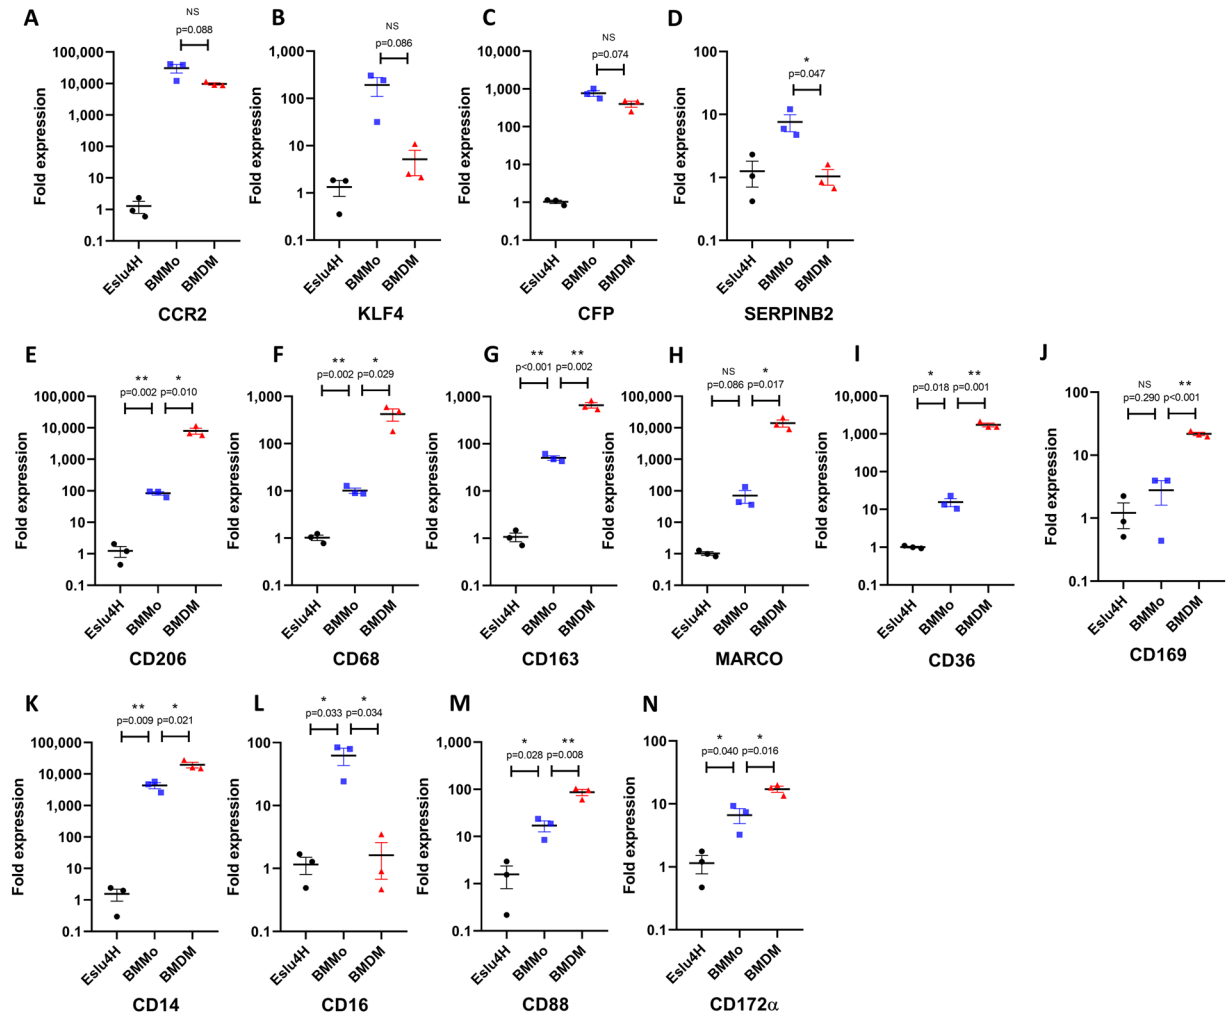 A
NS
p=0.088
Fold expression
100,000
10,000
1,000
100
10
1
0.1
Eslu4H
BMMo
BMDM
CCR2
B
NS
p=0.086
Fold expression
1,000
100
10
1
0.1
Eslu4H
BMMo
BMDM
KLF4
C
NS
p=0.074
Fold expression
10,000
1,000
100
10
1
0.1
Eslu4H
BMMo
BMDM
CFP
D
*
p=0.047
Fold expression
100
10
1
0.1
Eslu4H
BMMo
BMDM
SERPINB2
E
** *
p=0.002 p=0.010
Fold expression
100,000
10,000
1,000
100
10
1
0.1
Eslu4H
BMMo
BMDM
CD206
F
** *
p=0.002 p=0.029
Fold expression
1,000
100
10
1
0.1
Eslu4H
BMMo
BMDM
CD68
G
** **
p<0.001 p=0.002
Fold expression
1,000
100
10
1
0.1
Eslu4H
BMMo
BMDM
CD163
H
NS *
p=0.086 p=0.017
Fold expression
100,000
10,000
1,000
100
10
1
0.1
Eslu4H
BMMo
BMDM
MARCO
I
* **
p=0.018 p=0.001
Fold expression
10,000
1,000
100
10
1
0.1
Eslu4H
BMMo
BMDM
CD36
J
NS **
p=0.290 p<0.001
Fold expression
100
10
1
0.1
Eslu4H
BMMo
BMDM
CD169
K
** *
p=0.009 p=0.021
Fold expression
100,000
10,000
1,000
100
10
1
0.1
Eslu4H
BMMo
BMDM
CD14
L
* *
p=0.033 p=0.034
Fold expression
100
10
1
0.1
Eslu4H
BMMo
BMDM
CD16
M
* **
p=0.028 p=0.008
Fold expression
1,000
100
10
1
0.1
Eslu4H
BMMo
BMDM
CD88
N
* *
p=0.040 p=0.016
Fold expression
100
10
1
0.1
Eslu4H
BMMo
BMDM
CD172α